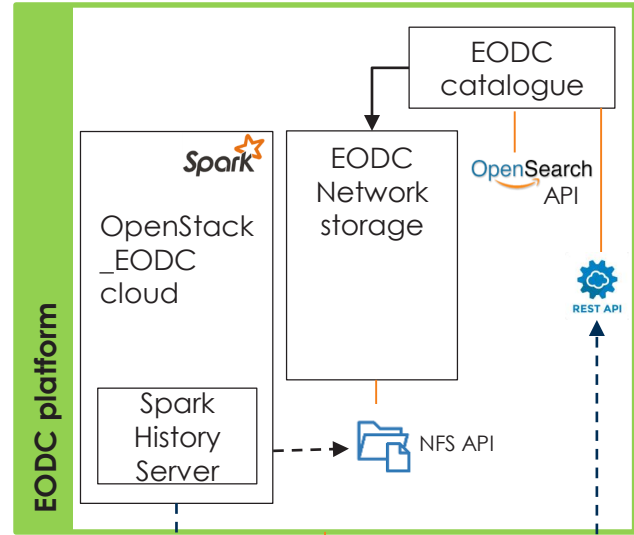 EODC
catalogue
Spark
EODC
Network
storage
OpenSearch
API
OpenStack
_EODC
cloud
REST API
EODC platform
Spark
History
Server
NFS API